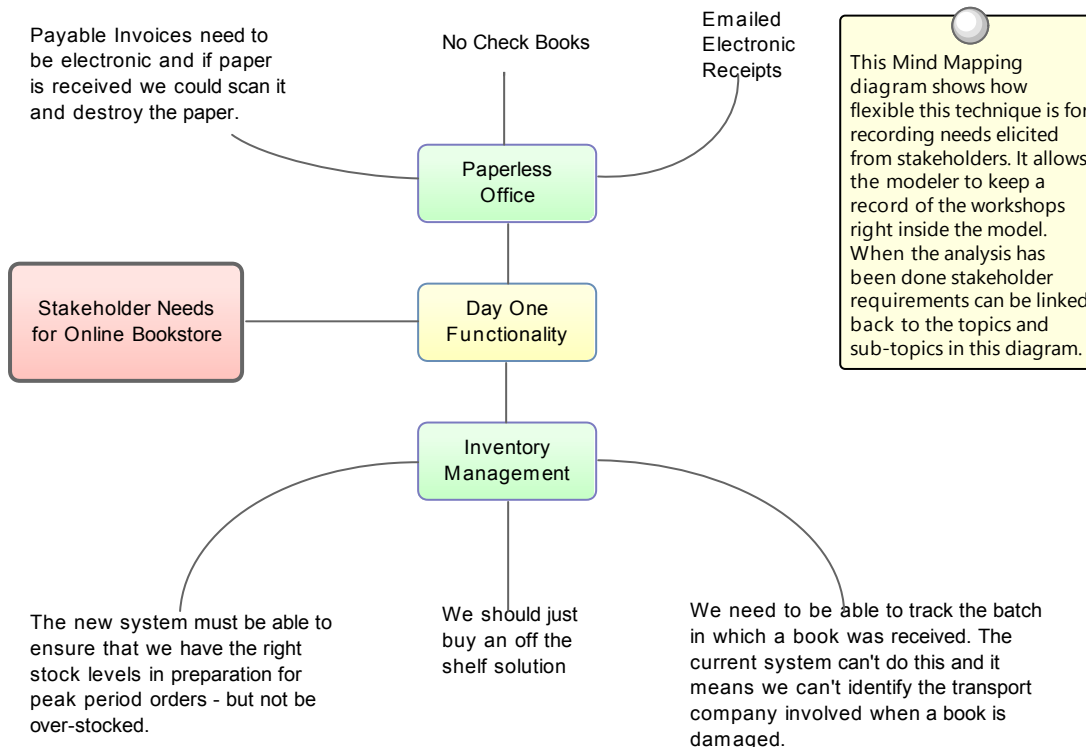 Payable Invoices need to
be electronic and if paper
is received we could scan it
and destroy the paper.
No Check Books
Emailed
Electronic
Receipts
This Mind Mapping
diagram shows how
flexible this technique is for
recording needs elicited
from stakeholders. It allows
the modeler to keep a
record of the workshops
right inside the model.
When the analysis has
been done stakeholder
requirements can be linked
back to the topics and
sub-topics in this diagram.
Paperless
Office
Stakeholder Needs
for Online Bookstore
Day One
Functionality
Inventory
Management
The new system must be able to
ensure that we have the right
stock levels in preparation for
peak period orders - but not be
over-stocked.
We should just
buy an off the
shelf solution
We need to be able to track the batch
in which a book was received. The
current system can't do this and it
means we can't identify the transport
company involved when a book is
damaged.